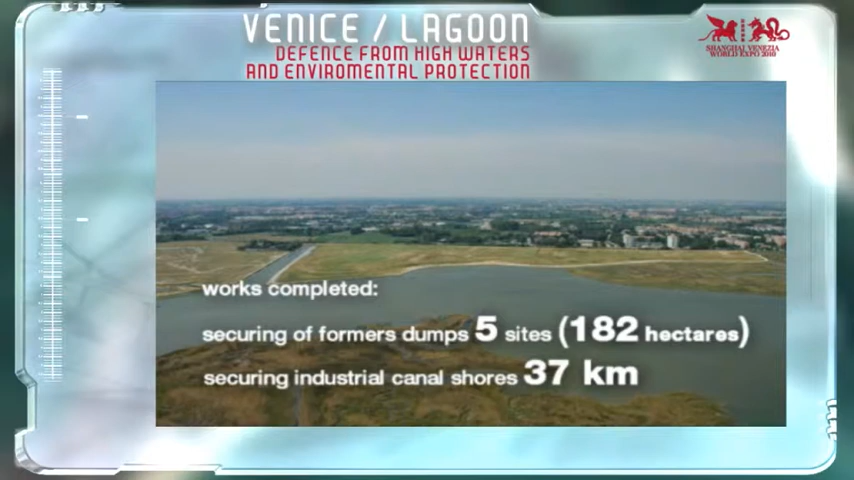 VENICE / LAGOON
DEFENCE FROM HIGH WATERS
AND ENVIROMENTAL PROTECTION
SHANGHAI VENEZIA
WORLD EXPO 2010
works completed:
securing of formers dumps 5 sites (182 hectares)
securing industrial canal shores 37 km